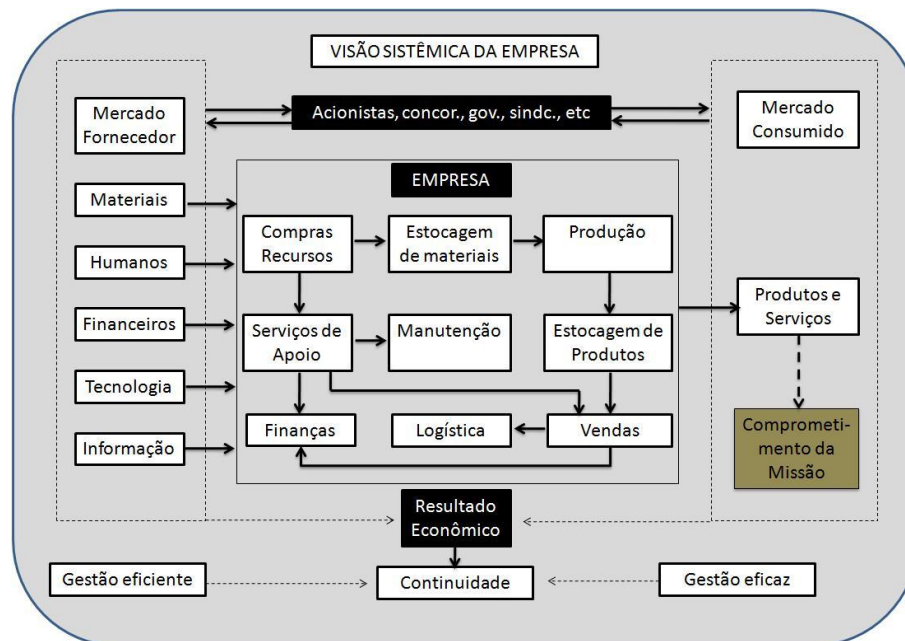 VISÃO SISTÊMICA DA EMPRESA
Mercado
Fornecedor
Acionistas, concor., gov., sindc., etc
Mercado
Consumido
EMPRESA
Materiais
Humanos
Financeiros
Tecnologia
Informação
Compras
Recursos
Estocagem
de materiais
Produção
Serviços de
Apoio
Manutenção
Estocagem de
Produtos
Finanças
Logística
Vendas
Produtos e
Serviços
Comprometi-
mento da
Missão
Resultado
Econômico
Gestão eficiente
Continuidade
Gestão eficaz